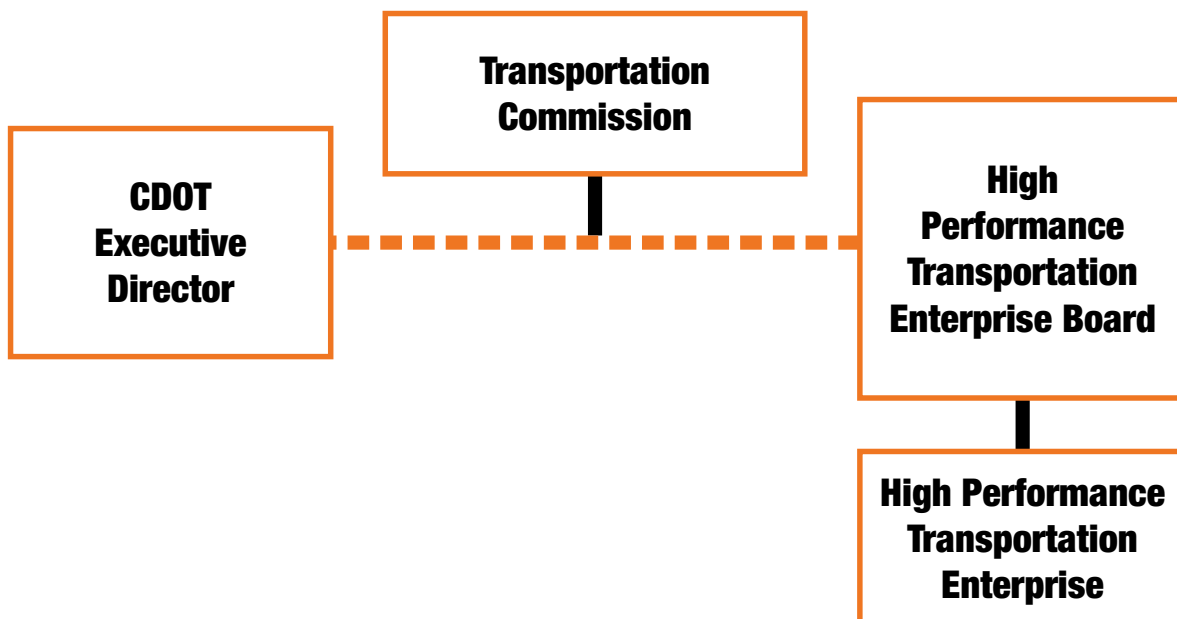 Transportation
Commission
CDOT
Executive
Director
High
Performance
Transportation
Enterprise Board
High Performance
Transportation
Enterprise